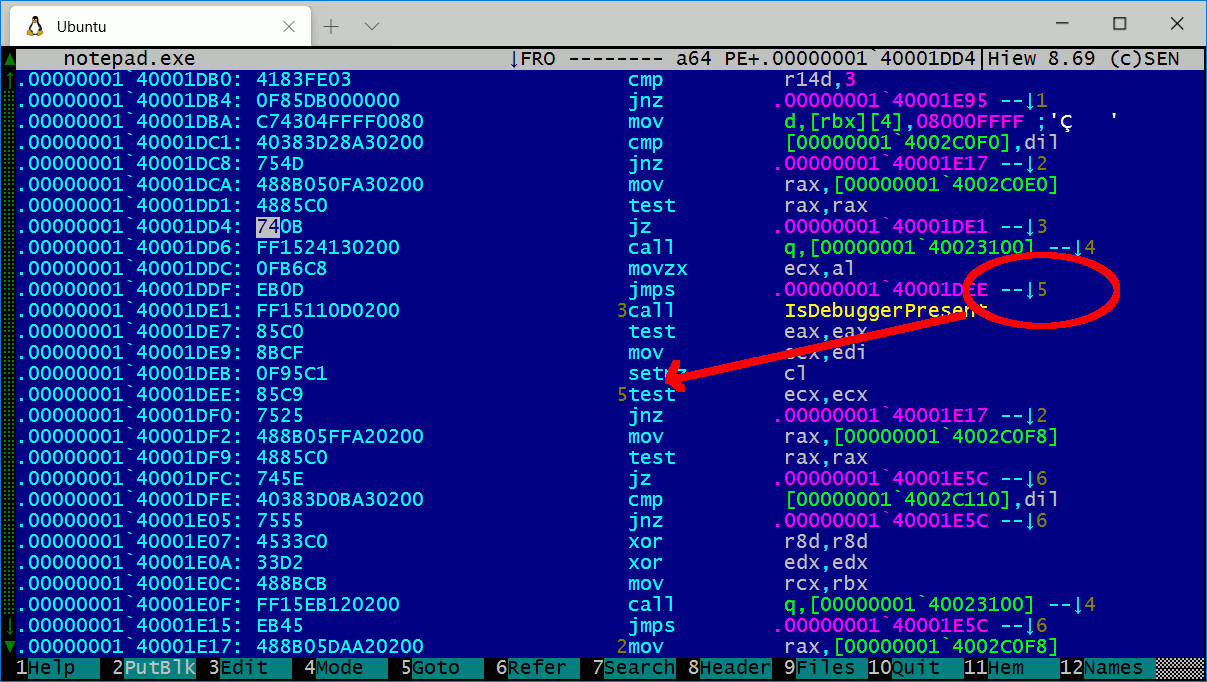 Ubuntu
notepad.exe ↓FRO -------- a64 PE+.00000001`40001DD4│Hiew 8.69 (c)SEN
.00000001`40001DB0: 4183FE03 cmp r14d,3
.00000001`40001DB4: 0F85DB000000 jnz .00000001`40001E95 --↓1
.00000001`40001DBA: C74304FFFF0080 mov d,[rbx][4],08000FFFF ;'Ç  '
.00000001`40001DC1: 40383D28A30200 cmp [00000001`4002C0F0],dil
.00000001`40001DC8: 754D jnz .00000001`40001E17 --↓2
.00000001`40001DCA: 488B050FA30200 mov rax,[00000001`4002C0E0]
.00000001`40001DD1: 4885C0 test rax,rax
.00000001`40001DD4: 740B jz .00000001`40001DE1 --↓3
.00000001`40001DD6: FF1524130200 call q,[00000001`40023100] --↓4
.00000001`40001DDC: 0FB6C8 movzx ecx,al
.00000001`40001DDF: EB0D jmps .00000001`40001DEE --↓5
.00000001`40001DE1: FF15110D0200 3call IsDebuggerPresent
.00000001`40001DE7: 85C0 test eax,eax
.00000001`40001DE9: 8BCF mov ecx,edi
.00000001`40001DEB: 0F95C1 setnz cl
.00000001`40001DEE: 85C9 5test ecx,ecx
.00000001`40001DF0: 7525 jnz .00000001`40001E17 --↓2
.00000001`40001DF2: 488B05FFA20200 mov rax,[00000001`4002C0F8]
.00000001`40001DF9: 4885C0 test rax,rax
.00000001`40001DFC: 745E jz .00000001`40001E5C --↓6
.00000001`40001DFE: 40383D0BA30200 cmp [00000001`4002C110],dil
.00000001`40001E05: 7555 jnz .00000001`40001E5C --↓6
.00000001`40001E07: 4533C0 xor r8d,r8d
.00000001`40001E0A: 33D2 xor edx,edx
.00000001`40001E0C: 488BCB mov rcx,rbx
.00000001`40001E0F: FF15EB120200 call q,[00000001`40023100] --↓4
.00000001`40001E15: EB45 jmps .00000001`40001E5C --↓6
.00000001`40001E17: 488B05DAA20200 2mov rax,[00000001`4002C0F8]
1Help 2PutBlk 3Edit 4Mode 5Goto 6Refer 7Search 8Header 9Files 10Quit 11Hem 12Names